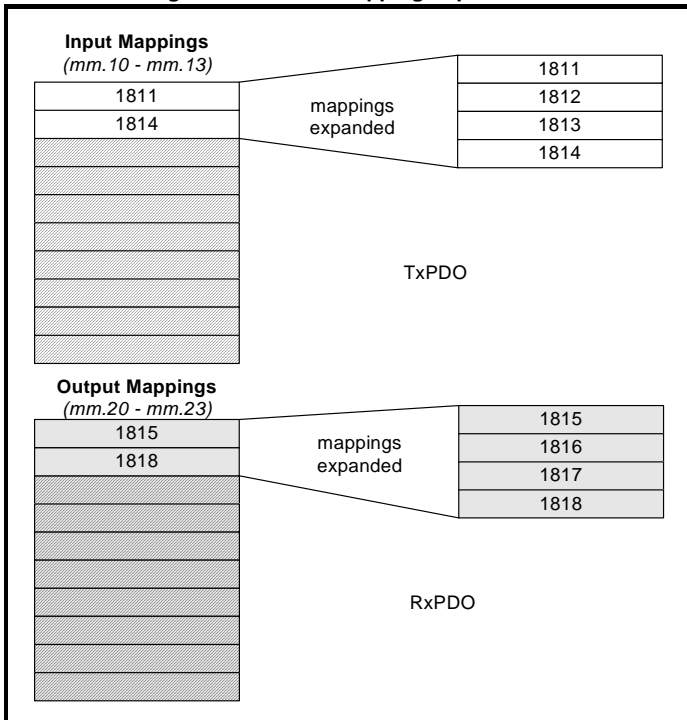 Input Mappings
(mm.10 - mm.13)
1811
1814
mappings
expanded
1811
1812
1813
1814
TxPDO
Output Mappings
(mm.20 - mm.23)
1815
1818
mappings
expanded
1815
1816
1817
1818
RxPDO